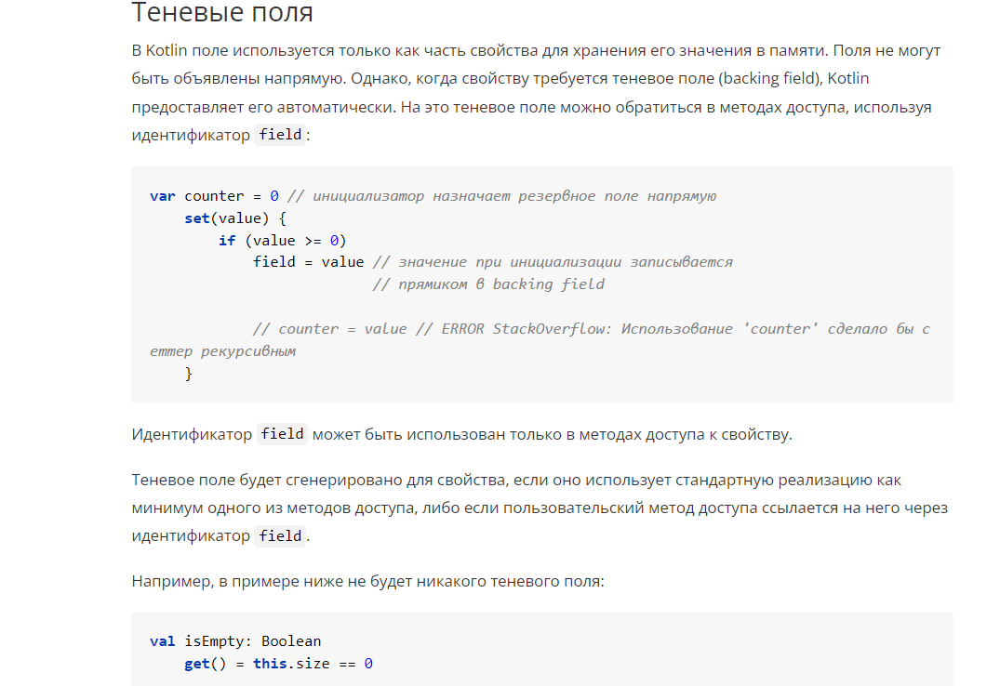 Теневые поля
В Kotlin поле используется только как часть свойства для хранения его значения в памяти. Поля не могут
быть объявлены напрямую. Однако, когда свойству требуется теневое поле (backing field), Kotlin
предоставляет его автоматически. На это теневое поле можно обратиться в методах доступа, используя
идентификатор field:
var counter = 0 // инициализатор назначает резервное поле напрямую
    set(value) {
        if (value >= 0)
            field = value // значение при инициализации записывается
                          // прямиком в backing field
            // counter = value // ERROR StackOverflow: Использование 'counter' сделало бы с
еттер рекурсивным
    }
Идентификатор field может быть использован только в методах доступа к свойству.
Теневое поле будет сгенерировано для свойства, если оно использует стандартную реализацию как
минимум одного из методов доступа, либо если пользовательский метод доступа ссылается на него через
идентификатор field.
Например, в примере ниже не будет никакого теневого поля:
val isEmpty: Boolean
    get() = this.size == 0